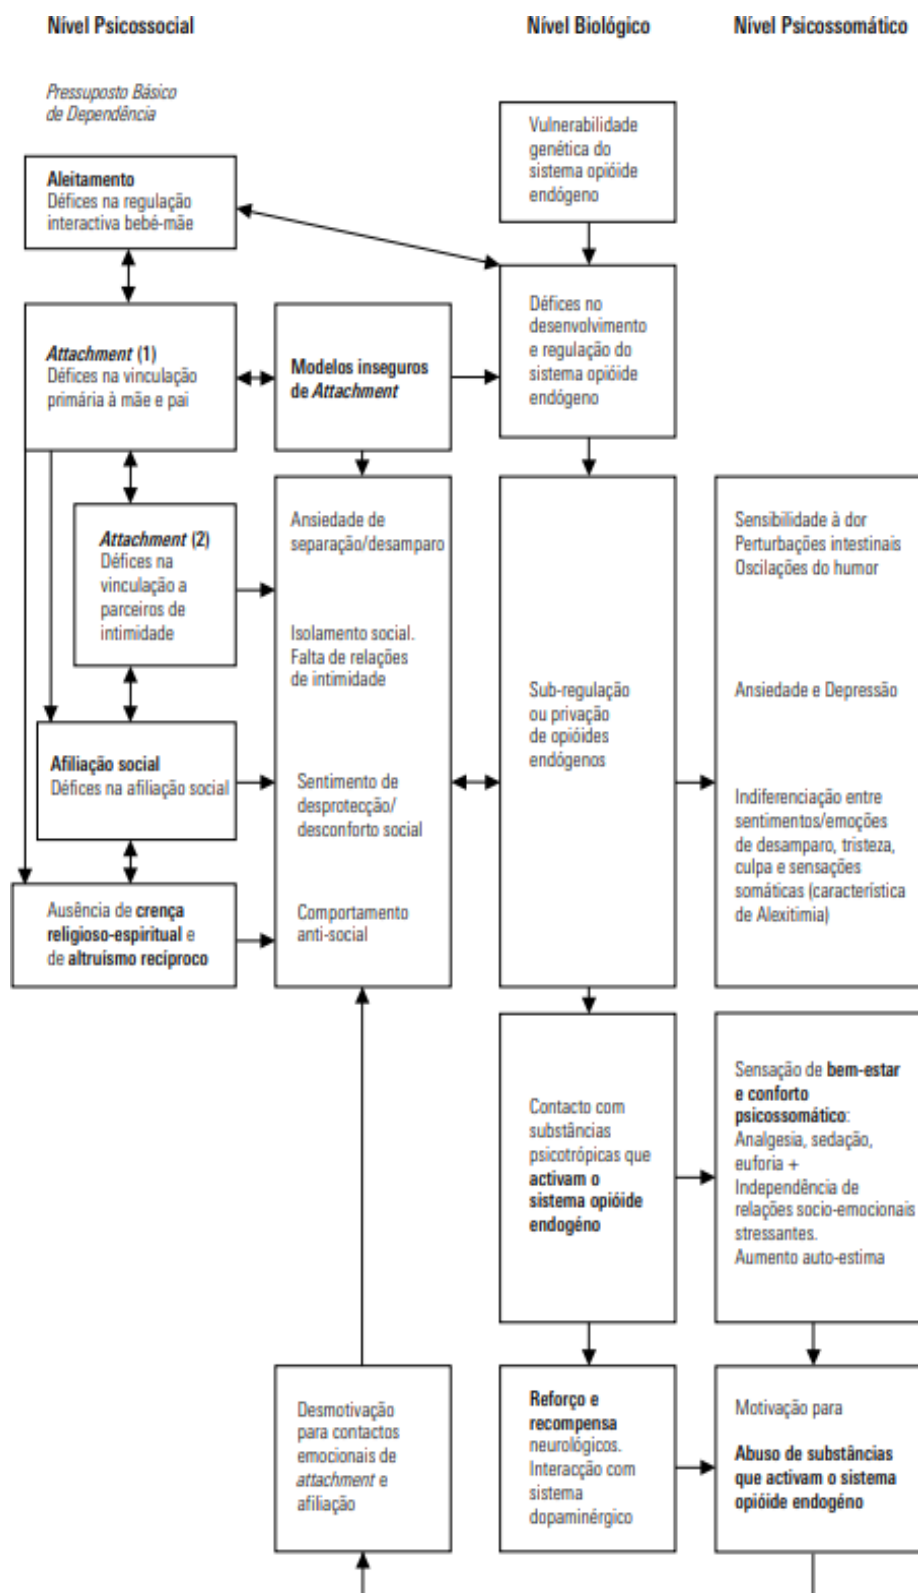 Nível Psicossocial
Nível Biológico
Nível Psicossomático
Pressuposto Básico
de Dependência
Vulnerabilidade
genética do
sistema opióide
endógeno
Aleitamento
Défices na regulação
interactiva bebé-mãe
Attachment (1)
Défices na vinculação
primária à mãe e pai
Modelos inseguros
de Attachment
Défices no
desenvolvimento
e regulação do
sistema opióide
endógeno
Attachment (2)
Défices na
vinculação a
parceiros de
intimidade
Afiliação social
Défices na afiliação social
Ausência de crença
religioso-espiritual e
de altruísmo recíproco
Ansiedade de
separação/desamparo
Isolamento social.
Falta de relações
de intimidade
Sentimento de
desprotecção/
desconforto social
Comportamento
anti-social
Sub-regulação
ou privação
de opióides
endógenos
Sensibilidade à dor
Perturbações intestinais
Oscilações do humor
Ansiedade e Depressão
Indiferenciação entre
sentimentos/emoções
de desamparo, tristeza,
culpa e sensações
somáticas (característica
de Alexitimia)
Contacto com
substâncias
psicotrópicas que
activam o
sistema opióide
endogéno
Sensação de bem-estar
e conforto
psicossomático:
Analgesia, sedação,
euforia +
Independência de
relações socio-emocionais
stressantes.
Aumento auto-estima
Desmotivação
para contactos
emocionais de
attachment e
afiliação
Reforço e
recompensa
neurológicos.
Interacção com
sistema
dopaminérgico
Motivação para
Abuso de substâncias
que activam o sistema
opióide endogéno